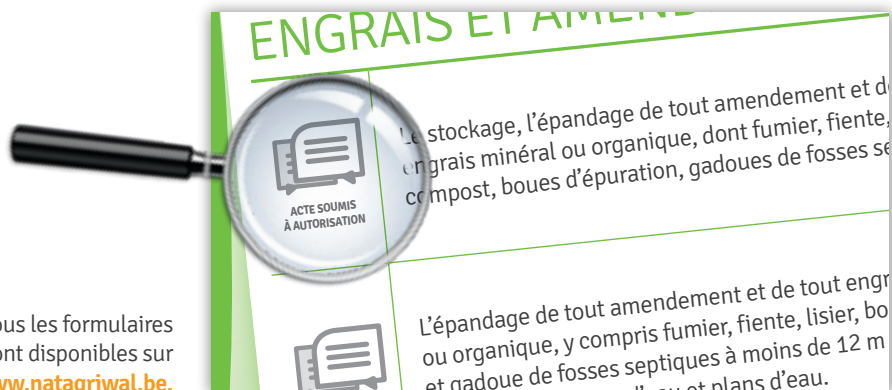 ENGRAIS ET AMEND
ACTE SOUMIS
À AUTORISATION
Le stockage, l'épandage de tout amendement et d
engrais minéral ou organique, dont fumier, fiente,
compost, boues d'épuration, gadoues de fosses se
L'épandage de tout amendement et de tout engr
ou organique, y compris fumier, fiente, lisier, bo
et gadoue de fosses septiques à moins de 12 m
et plans d'eau.
ous les formulaires
ont disponibles sur
ww.natagriwal.be.